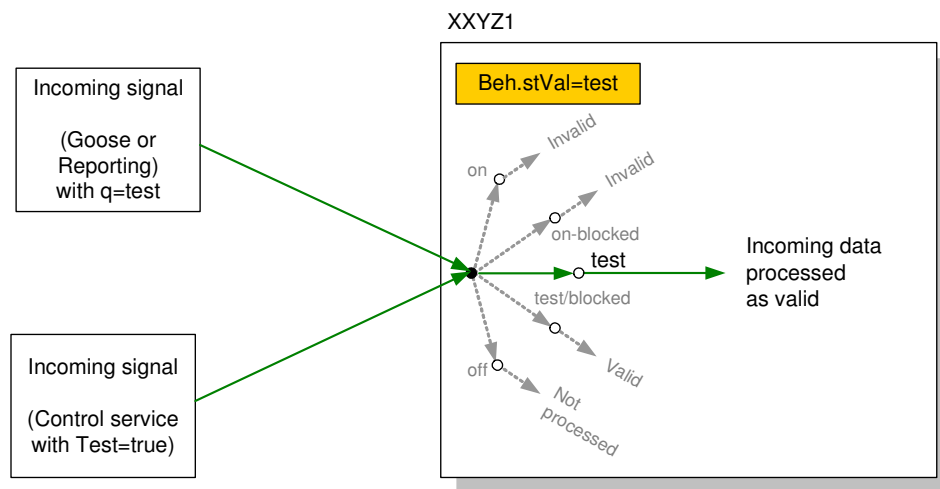 XXYZ1
Incoming signal
(Goose or
Reporting)
with q=test
Beh.stVal=test
on
Invalid
Invalid
on-blocked
test
Incoming data
processed
as valid
test/blocked
Valid
off
Not
processed
Incoming signal
(Control service
with Test=true)